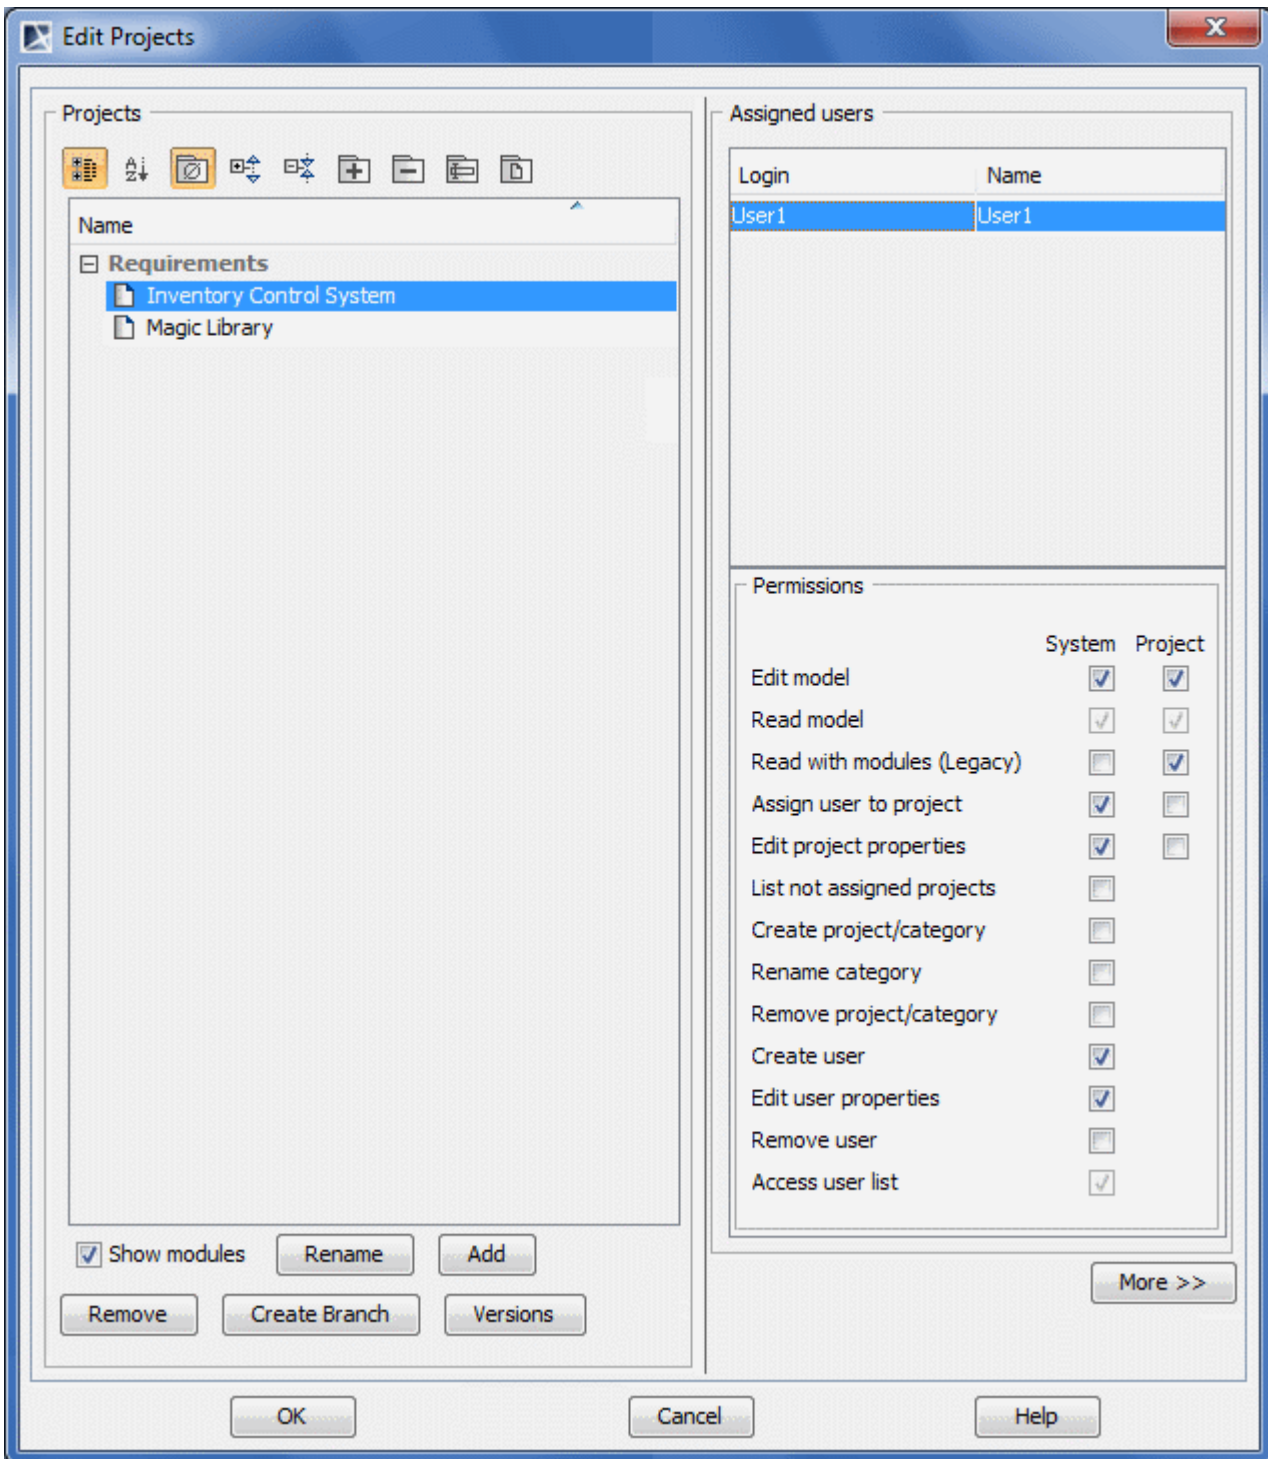 Edit Projects
Projects
Name
Requirements
Inventory Control System
Magic Library
Show modules
Rename
Add
Remove
Create Branch
Versions
Assigned users
Login Name
User1 User1
Permissions
System Project
Edit model
Read model
Read with modules (Legacy)
Assign user to project
Edit project properties
List not assigned projects
Create project/category
Rename category
Remove project/category
Create user
Edit user properties
Remove user
Access user list
More >>
OK
Cancel
Help